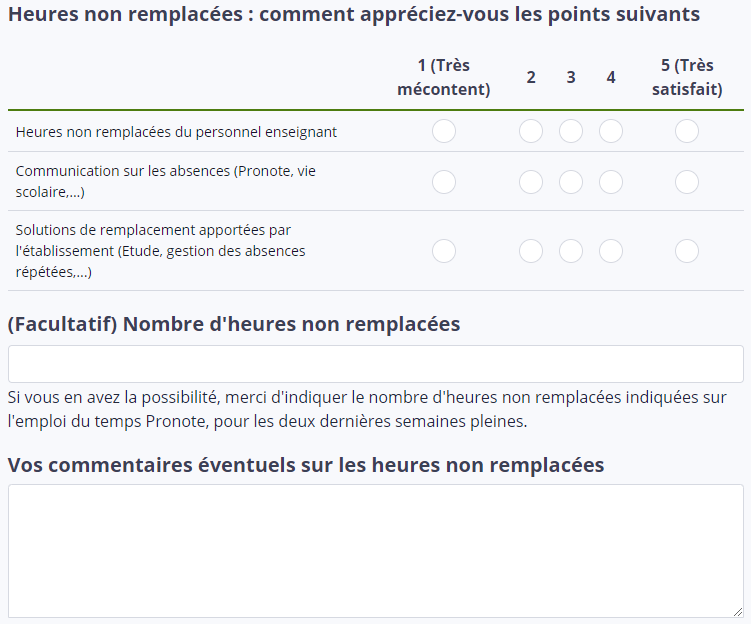 Heures non remplacées : comment appréciez-vous les points suivants
1 (Très mécontent) 2 3 4 5 (Très satisfait)
Heures non remplacées du personnel enseignant
Communication sur les absences (Pronote, vie
scolaire,...)
Solutions de remplacement apportées par
l'établissement (Etude, gestion des absences
répétées,...)
(Facultatif) Nombre d'heures non remplacées
Si vous en avez la possibilité, merci d'indiquer le nombre d'heures non remplacées indiquées sur
l'emploi du temps Pronote, pour les deux dernières semaines pleines.
Vos commentaires éventuels sur les heures non remplacées